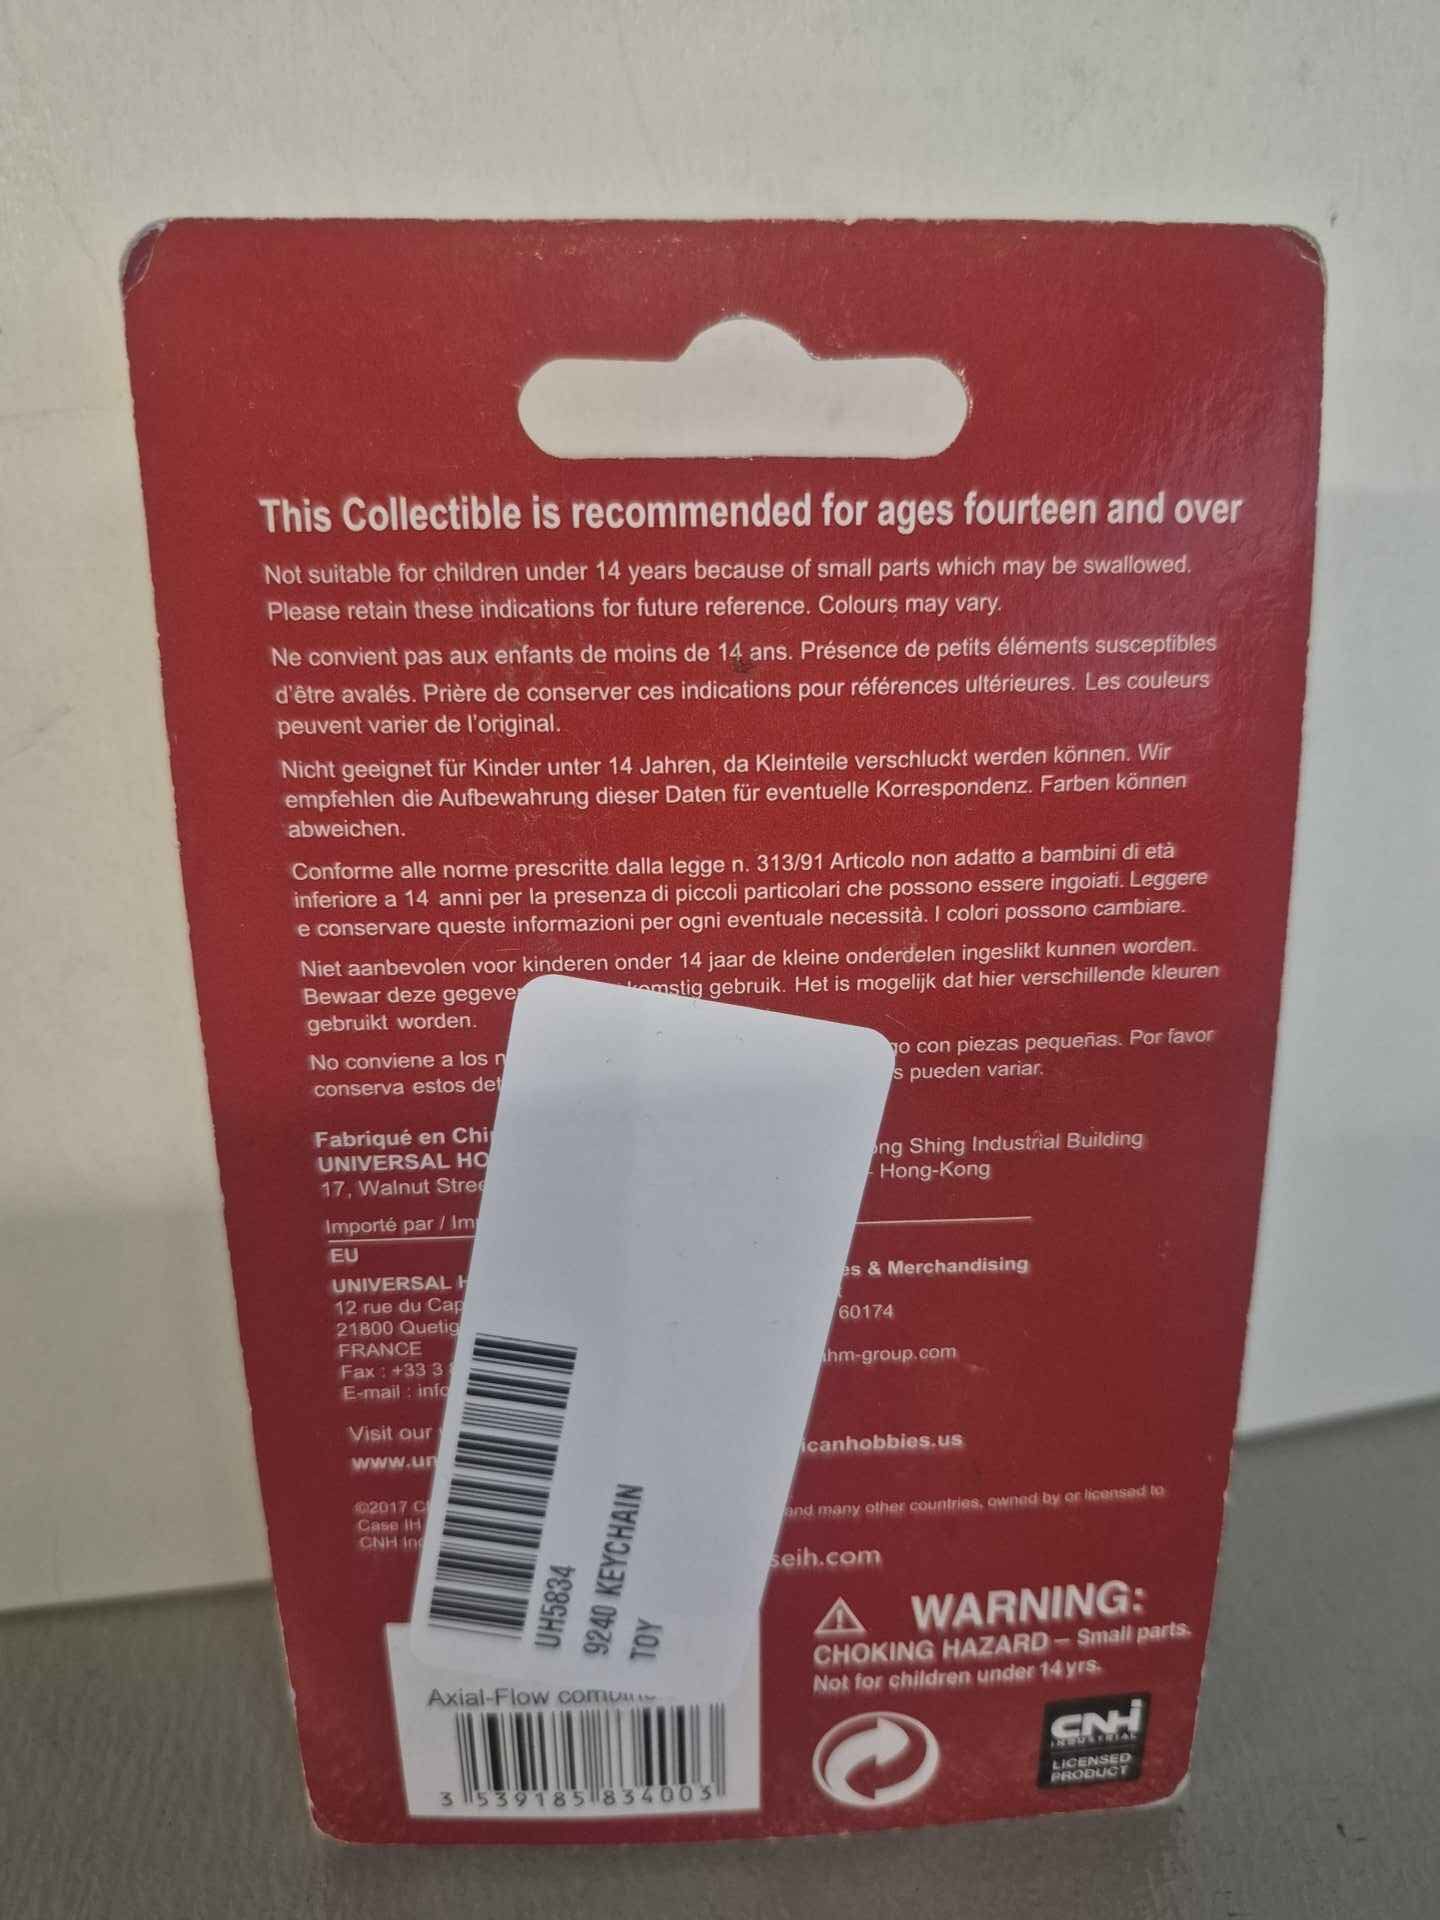 This Collectible is recommended for ages fourteen and over
Not suitable for children under 14 years because of small parts which may be swallowed.
Please retain these indications for future reference. Colours may vary.
Ne convient pas aux enfants de moins de 14 ans. Présence de petits éléments susceptibles
d'être avalés. Prière de conserver ces indications pour références ultérieures. Les couleurs
peuvent varier de l'original.
Nicht geeignet für Kinder unter 14 Jahren, da Kleinteile verschluckt werden können. Wir
empfehlen die Aufbewahrung dieser Daten für eventuelle Korrespondenz. Farben können
abweichen.
Conforme alle norme prescritte dalla legge n. 313/91 Articolo non adatto a bambini di età
inferiore a 14 anni per la presenza di piccoli particolari che possono essere ingoiati. Leggere
e conservare queste informazioni per ogni eventuale necessità. I colori possono cambiare.
Niet aanbevolen voor kinderen onder 14 jaar de kleine onderdelen ingeslikt kunnen worden.
Bewaar deze gebruik. Het is mogelijk dat hier verschillende kleuren
gebruikt worden.
No conviene a los con piezas pequeñas. Por favor
conserva estos pueden variar.
Fabriqué en
UNIVERSAL
17, Walnut
Shing Industrial Building
- Hong-Kong
Importé par /
EU
UNIVERSAL
12 rue du
21800
FRANCE
Fax : +33 3
E-mail :
& Merchandising
60174
hm-group.com
Visit our
www.un
icanhobbies.us
©2017
Case IH
CNH
and many other countries, owned by or licensed to
seih.com
UH5834
9240 KEYCHAIN
TOY
Axial-Flow
3 539185 834003
WARNING:
CHOKING HAZARD – Small parts.
Not for children under 14 yrs.
CNH
INDUSTRIAL
LICENSED
PRODUCT